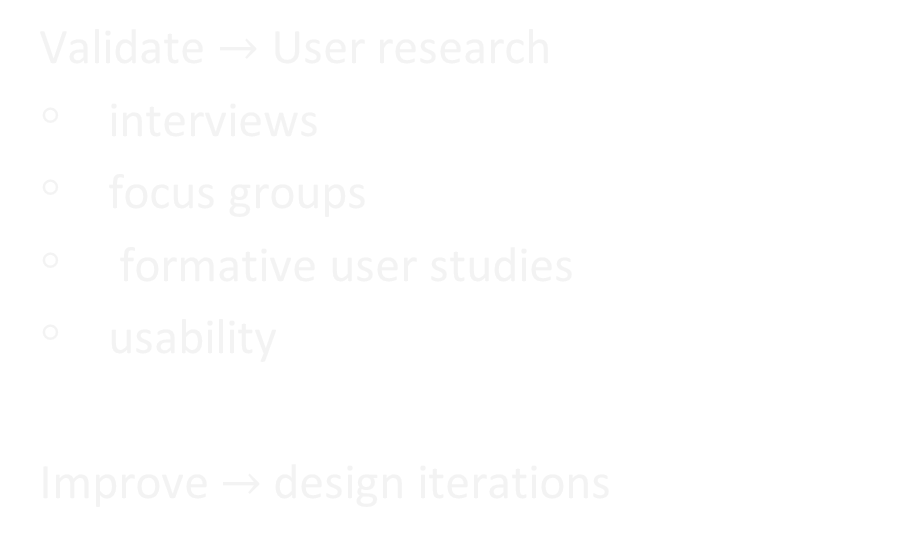 Validate → User research
○ interviews
○ focus groups
○ formative user studies
○ usability
Improve → design iterations